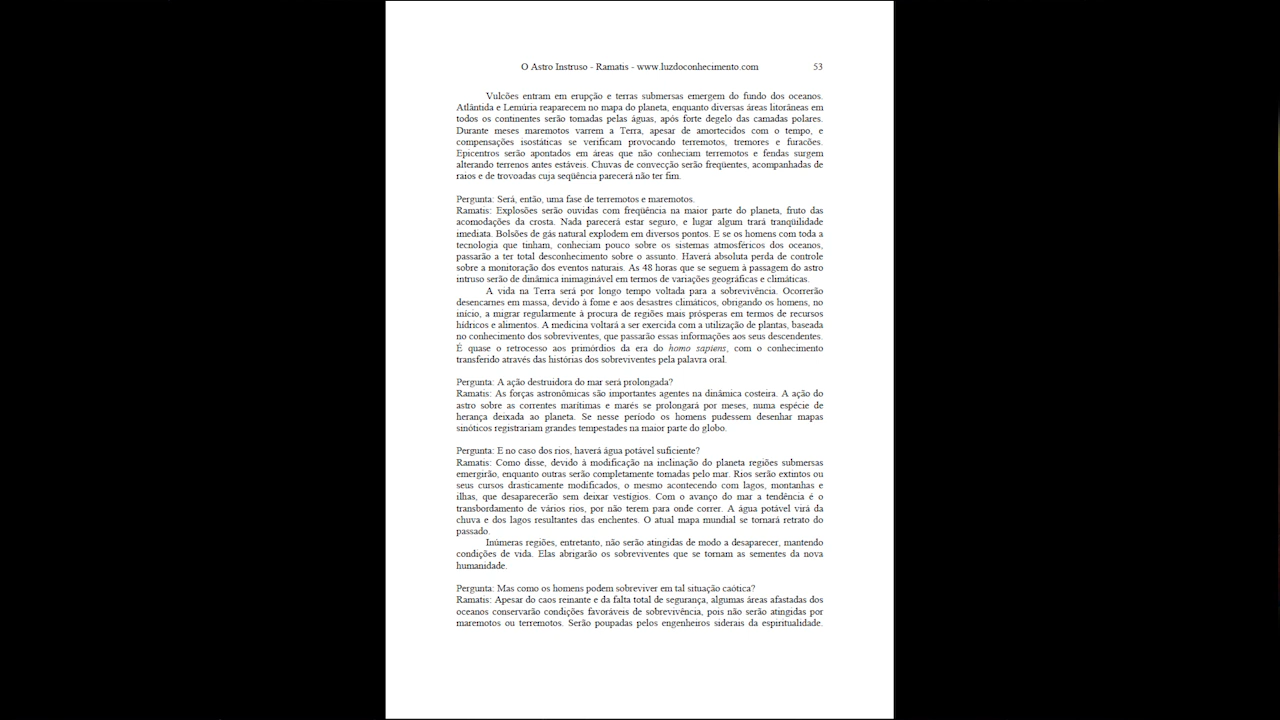 O Astro Instruso - Ramatis - www.luzdoconhecimento.com 53
Vulcões entram em erupção e terras submersas emergem do fundo dos oceanos.
Atlântida e Lemúria reaparecem no mapa do planeta, enquanto diversas áreas litorâneas em
todos os continentes serão tomadas pelas águas, após forte degelo das camadas polares.
Durante meses maremotos varrem a Terra, apesar de amortecidos com o tempo, e
compensações isostáticas se verificam provocando terremotos, tremores e furacões.
Epicentros serão apontados em áreas que não conheciam terremotos e fendas surgem
alterando terrenos antes estáveis. Chuvas de convecção serão freqüentes, acompanhadas de
raios e de trovoadas cuja seqüência parecerá não ter fim.
Pergunta: Será, então, uma fase de terremotos e maremotos.
Ramatis: Explosões serão ouvidas com freqüência na maior parte do planeta, fruto das
acomodações da crosta. Nada parecerá estar seguro, e lugar algum trará tranqüilidade
imediata. Bolsões de gás natural explodem em diversos pontos. E se os homens com toda a
tecnologia que tinham, conheciam pouco sobre os sistemas atmosféricos dos oceanos,
passarão a ter total desconhecimento sobre o assunto. Haverá absoluta perda de controle
sobre a monitoração dos eventos naturais. As 48 horas que se seguem à passagem do astro
intruso serão de dinâmica inimaginável em termos de variações geográficas e climáticas.
A vida na Terra será por longo tempo voltada para a sobrevivência. Ocorrerão
desencarnes em massa, devido à fome e aos desastres climáticos, obrigando os homens, no
início, a migrar regularmente à procura de regiões mais prósperas em termos de recursos
hídricos e alimentos. A medicina voltará a ser exercida com a utilização de plantas, baseada
no conhecimento dos sobreviventes, que passarão essas informações aos seus descendentes.
É quase o retrocesso aos primórdios da era do homo sapiens, com o conhecimento
transferido através das histórias dos sobreviventes pela palavra oral.
Pergunta: A ação destruidora do mar será prolongada?
Ramatis: As forças astronômicas são importantes agentes na dinâmica costeira. A ação do
astro sobre as correntes marítimas e marés se prolongará por meses, numa espécie de
herança deixada ao planeta. Se nesse período os homens pudessem desenhar mapas
sinóticos registrariam grandes tempestades na maior parte do globo.
Pergunta: E no caso dos rios, haverá água potável suficiente?
Ramatis: Como disse, devido à modificação na inclinação do planeta regiões submersas
emergirão, enquanto outras serão completamente tomadas pelo mar. Rios serão extintos ou
seus cursos drasticamente modificados, o mesmo acontecendo com lagos, montanhas e
ilhas, que desaparecerão sem deixar vestígios. Com o avanço do mar a tendência é o
transbordamento de vários rios, por não terem para onde correr. A água potável virá da
chuva e dos lagos resultantes das enchentes. O atual mapa mundial se tornará retrato do
passado.
Inúmeras regiões, entretanto, não serão atingidas de modo a desaparecer, mantendo
condições de vida. Elas abrigarão os sobreviventes que se tornam as sementes da nova
humanidade.
Pergunta: Mas como os homens podem sobreviver em tal situação caótica?
Ramatis: Apesar do caos reinante e da falta total de segurança, algumas áreas afastadas dos
oceanos conservarão condições favoráveis de sobrevivência, pois não serão atingidas por
maremotos ou terremotos. Serão poupadas pelos engenheiros siderais da espiritualidade.